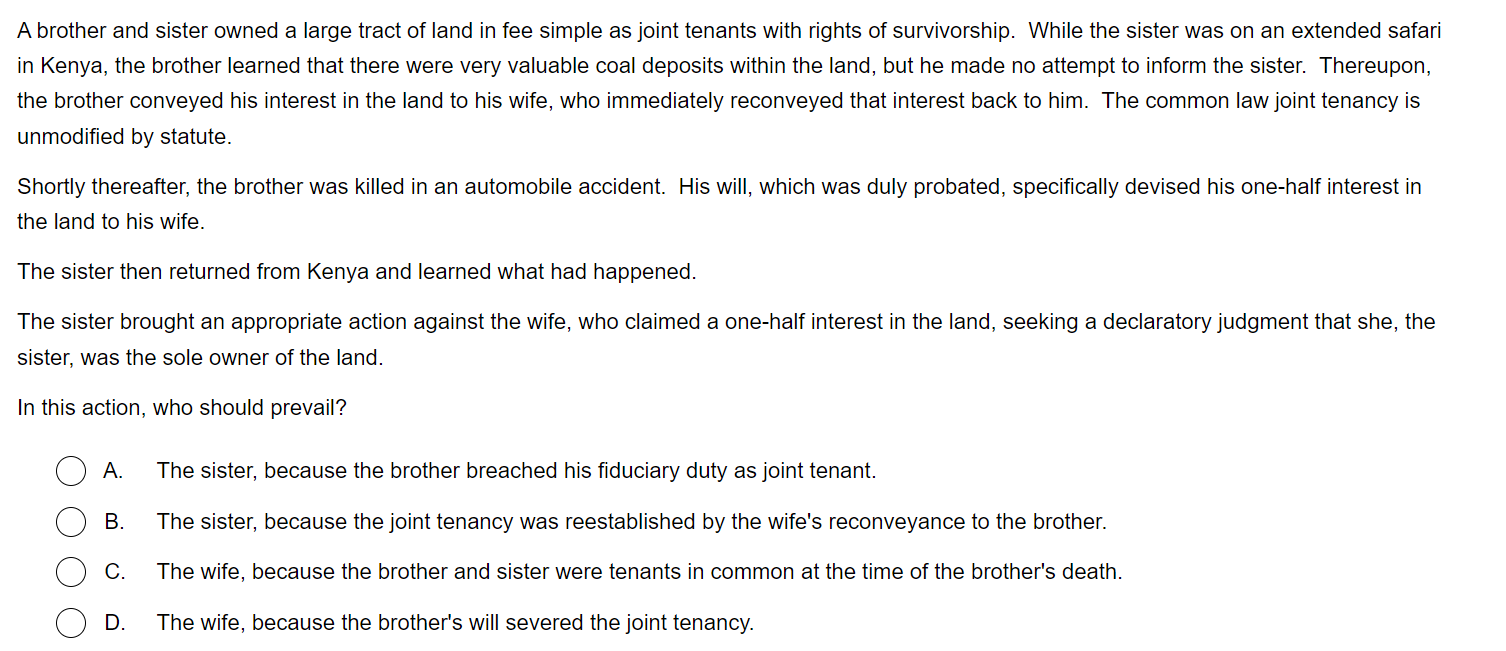 A brother and sister owned a large tract of land in fee simple as joint tenants with rights of survivorship.  While the sister was on an extended safari
in Kenya, the brother learned that there were very valuable coal deposits within the land, but he made no attempt to inform the sister.  Thereupon,
the brother conveyed his interest in the land to his wife, who immediately reconveyed that interest back to him.  The common law joint tenancy is
unmodified by statute.
Shortly thereafter, the brother was killed in an automobile accident.  His will, which was duly probated, specifically devised his one-half interest in
the land to his wife.
The sister then returned from Kenya and learned what had happened.
The sister brought an appropriate action against the wife, who claimed a one-half interest in the land, seeking a declaratory judgment that she, the
sister, was the sole owner of the land.
In this action, who should prevail?
A. The sister, because the brother breached his fiduciary duty as joint tenant.
B. The sister, because the joint tenancy was reestablished by the wife's reconveyance to the brother.
C. The wife, because the brother and sister were tenants in common at the time of the brother's death.
D. The wife, because the brother's will severed the joint tenancy.